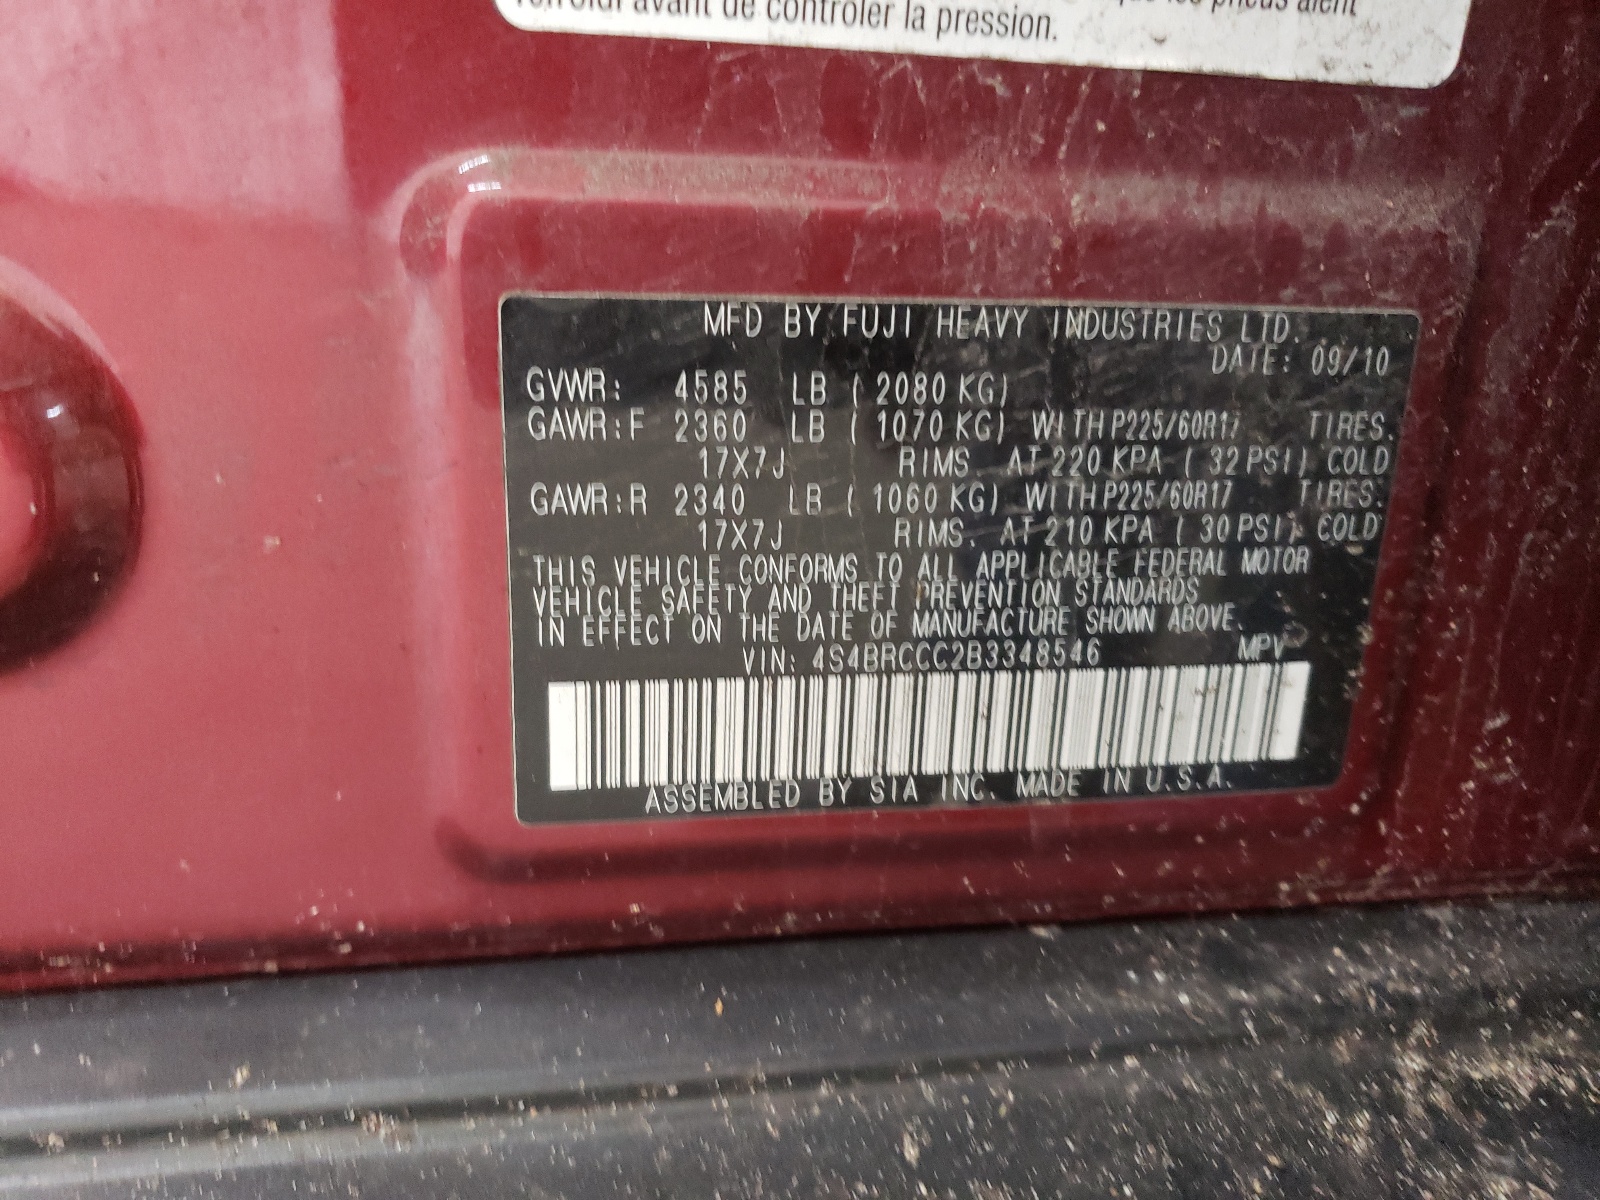 avant de contrôler la pression.
que les pneus aient
MFD BY FUJI HEAVY INDUSTRIES LTD.
DATE: 09/10
GVWR: 4585 LB ( 2080 KG)
GAWR:F 2360 LB ( 1070 KG) WITH P225/60R17 TIRES.
17X7J RIMS. AT 220 KPA ( 32 PSI) COLD
GAWR:R 2340 LB ( 1060 KG) WITH P225/60R17 TIRES.
17X7J RIMS. AT 210 KPA ( 30 PSI) COLD
THIS VEHICLE CONFORMS TO ALL APPLICABLE FEDERAL MOTOR
VEHICLE SAFETY AND THEFT PREVENTION STANDARDS
IN EFFECT ON THE DATE OF MANUFACTURE SHOWN ABOVE.
VIN: 4S4BRCCC2B3348546 MPV
ASSEMBLED BY SIA INC. MADE IN U.S.A.